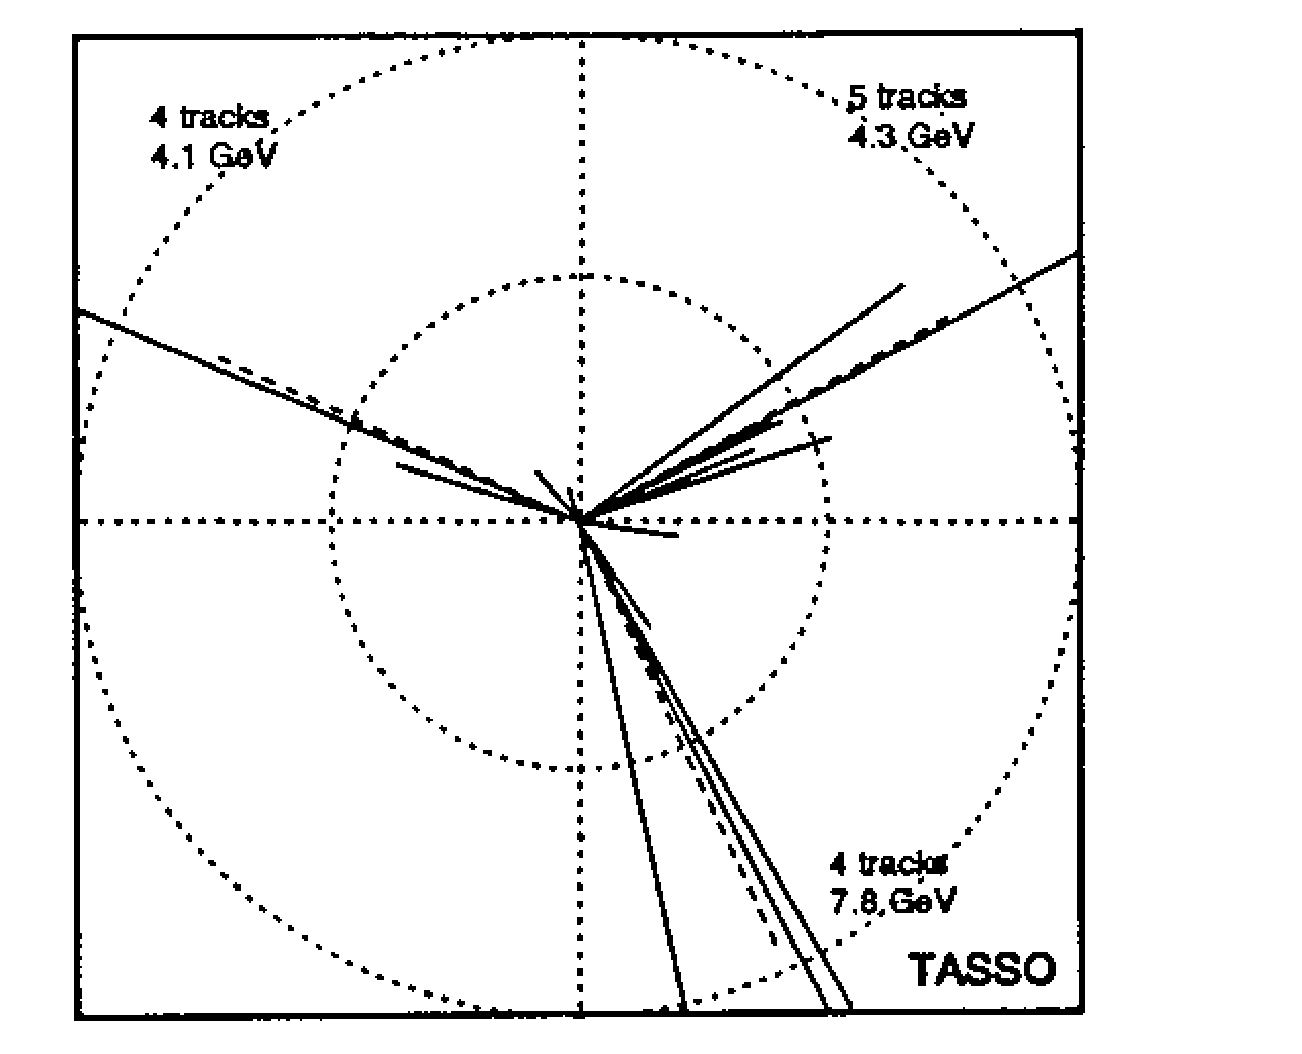 4 tracks
4.1 GeV
5 tracks
4.3 GeV
4 tracks
7.8 GeV
TASSO